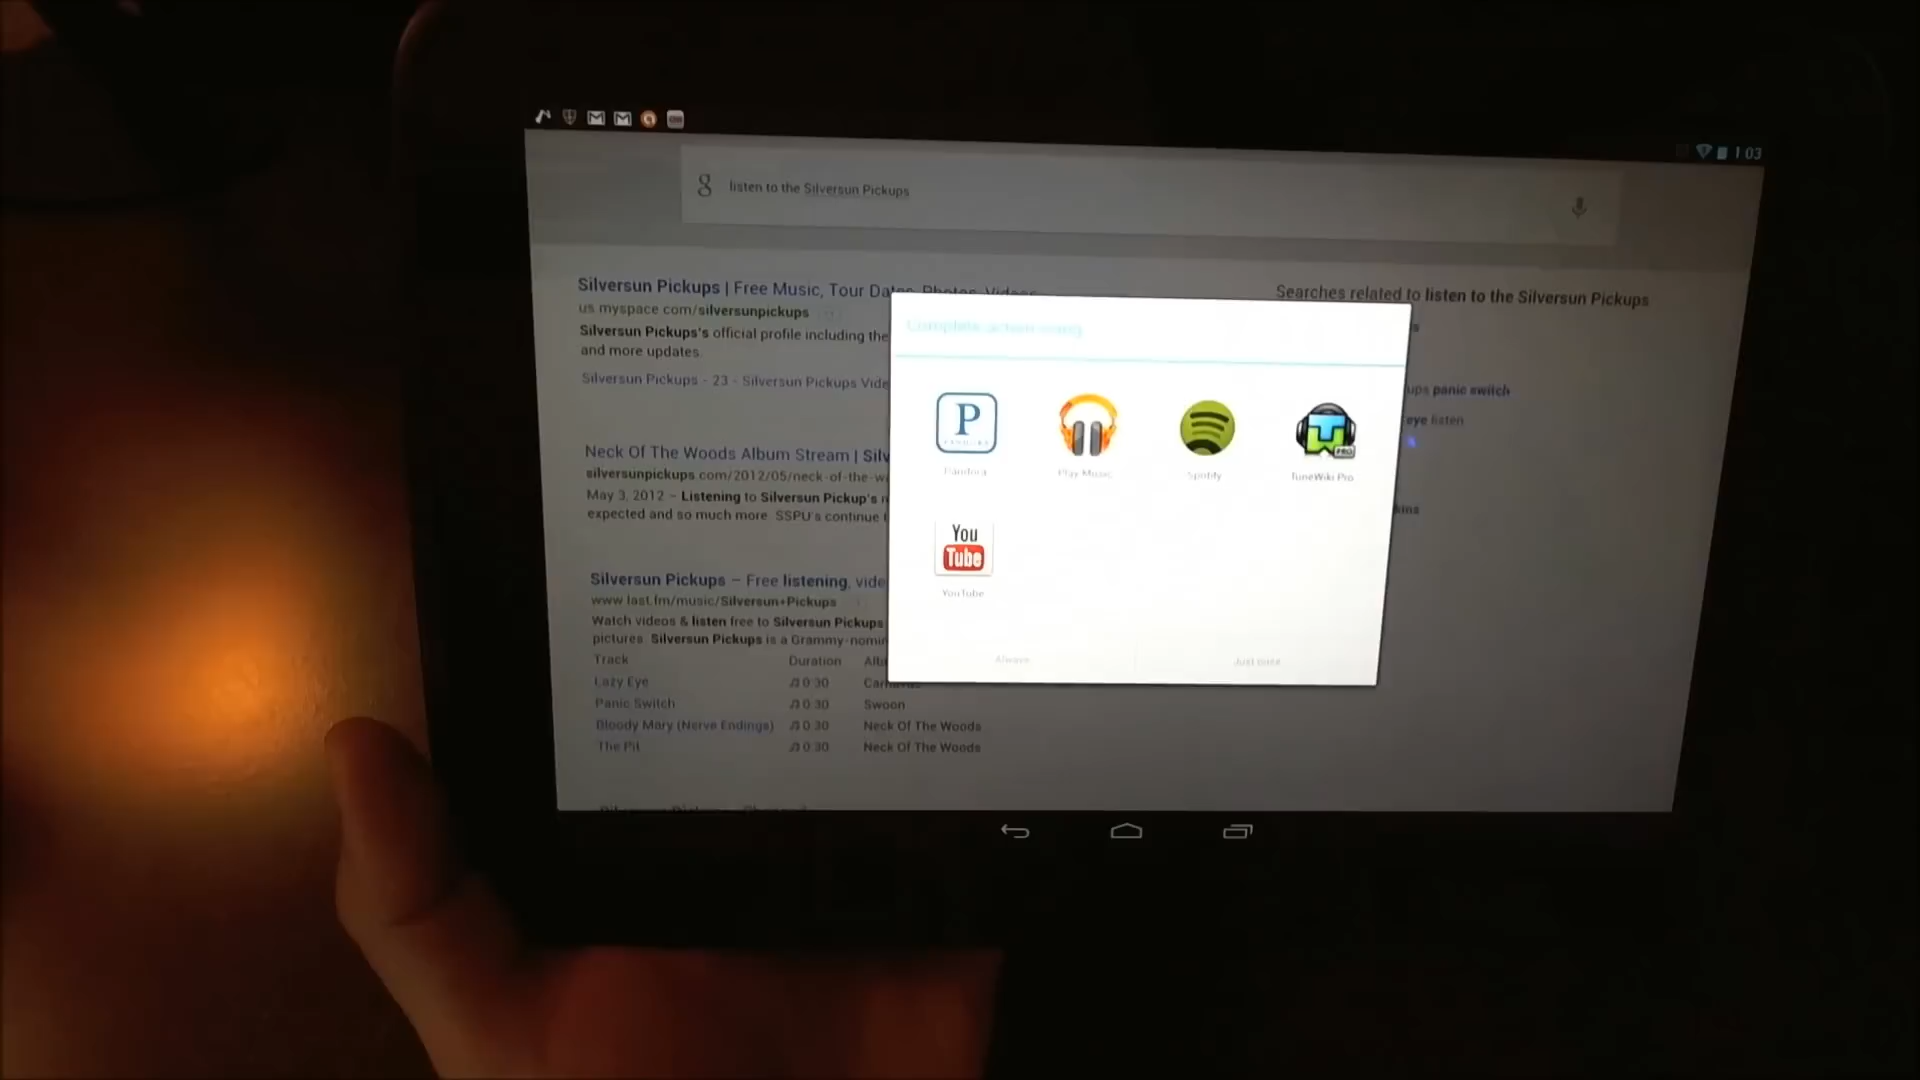 1 03
g listen to the Silversun Pickups
Silversun Pickups | Free Music, Tour Dates, Photos, Videos
us myspace com/silversunpickups
Silversun Pickups's official profile including the
and more updates.
Silversun Pickups - 23 - Silversun Pickups Vide
Neck Of The Woods Album Stream | Silv
silversunpickups.com/2012/05/neck-of-the-w
May 3, 2012 – Listening to Silversun Pickup's
expected and so much more SSPU's continue
Silversun Pickups – Free listening, vide
www.last.fm/music/Silversun+Pickups
Watch videos & listen free to Silversun Pickups
pictures. Silversun Pickups is a Grammy-nomi
Track Duration Alb
Lazy Eye 0:30
Panic Switch 0:30 Swoon
Bloody Mary (Nerve Endings) 0:30 Neck Of The Woods
The Pit 0:30 Neck Of The Woods
Searches related to listen to the Silversun Pickups
ups panic switch
eye listen
kins
Complete action using
P
Pandora
Play Music
Spotify
PRO
TuneWiki Pro
You
Tube
YouTube
Always
Just once